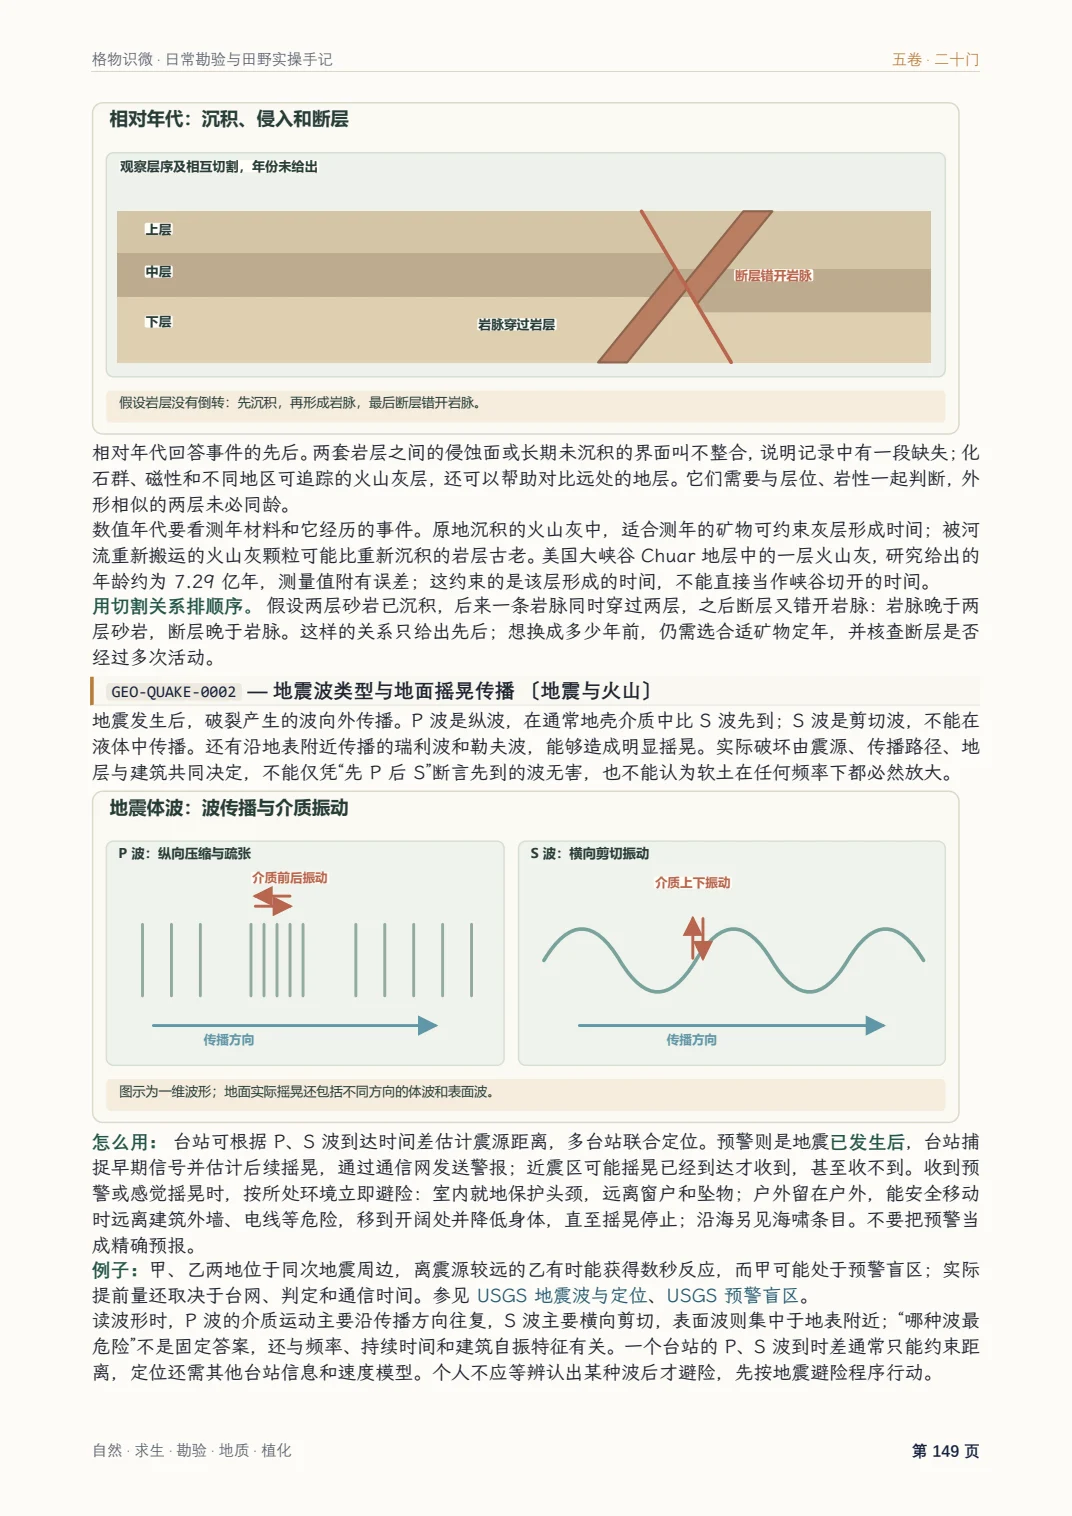 格物识微 · 日常勘验与田野实操手记
五卷 · 二十门
相对年代：沉积、侵入和断层
观察层序及相互切割，年份未给出
上层
中层
断层错开岩脉
下层
岩脉穿过岩层
假设岩层没有倒转：先沉积，再形成岩脉，最后断层错开岩脉。
相对年代回答事件的先后。两套岩层之间的侵蚀面或长期未沉积的界面叫不整合，说明记录中有一段缺失；化
石群、磁性和不同地区可追踪的火山灰层，还可以帮助对比远处的地层。它们需要与层位、岩性一起判断，外
形相似的两层未必同龄。
数值年代要看测年材料和它经历的事件。原地沉积的火山灰中，适合测年的矿物可约束灰层形成时间；被河
流重新搬运的火山灰颗粒可能比重新沉积的岩层古老。美国大峡谷 Chuar 地层中的一层火山灰，研究给出的
年龄约为 7.29 亿年，测量值附有误差；这约束的是该层形成的时间，不能直接当作峡谷切开的时间。
用切割关系排顺序。 假设两层砂岩已沉积，后来一条岩脉同时穿过两层，之后断层又错开岩脉：岩脉晚于两
层砂岩，断层晚于岩脉。这样的关系只给出先后；想换成多少年前，仍需选合适矿物定年，并核查断层是否
经过多次活动。
GEO-QUAKE-0002 — 地震波类型与地面摇晃传播 〔地震与火山〕
地震发生后，破裂产生的波向外传播。P 波是纵波，在通常地壳介质中比 S 波先到；S 波是剪切波，不能在
液体中传播。还有沿地表附近传播的瑞利波和勒夫波，能够造成明显摇晃。实际破坏由震源、传播路径、地
层与建筑共同决定，不能仅凭“先 P 后 S”断言先到的波无害，也不能认为软土在任何频率下都必然放大。
地震体波：波传播与介质振动
P 波：纵向压缩与疏张
介质前后振动
传播方向
S 波：横向剪切振动
介质上下振动
传播方向
图示为一维波形；地面实际摇晃还包括不同方向的体波和表面波。
怎么用： 台站可根据 P、S 波到达时间差估计震源距离，多台站联合定位。预警则是地震已发生后，台站捕
捉早期信号并估计后续摇晃，通过通信网发送警报；近震区可能摇晃已经到达才收到，甚至收不到。收到预
警或感觉摇晃时，按所处环境立即避险：室内就地保护头颈，远离窗户和坠物；户外留在户外，能安全移动
时远离建筑外墙、电线等危险，移到开阔处并降低身体，直至摇晃停止；沿海另见海啸条目。不要把预警当
成精确预报。
例子：甲、乙两地位于同次地震周边，离震源较远的乙有时能获得数秒反应，而甲可能处于预警盲区；实际
提前量还取决于台网、判定和通信时间。参见 USGS 地震波与定位、USGS 预警盲区。
读波形时，P 波的介质运动主要沿传播方向往复，S 波主要横向剪切，表面波则集中于地表附近；“哪种波最
危险”不是固定答案，还与频率、持续时间和建筑自振特征有关。一个台站的 P、S 波到时差通常只能约束距
离，定位还需其他台站信息和速度模型。个人不应等辨认出某种波后才避险，先按地震避险程序行动。
自然 · 求生 · 勘验 · 地质 · 植化
第 149 页